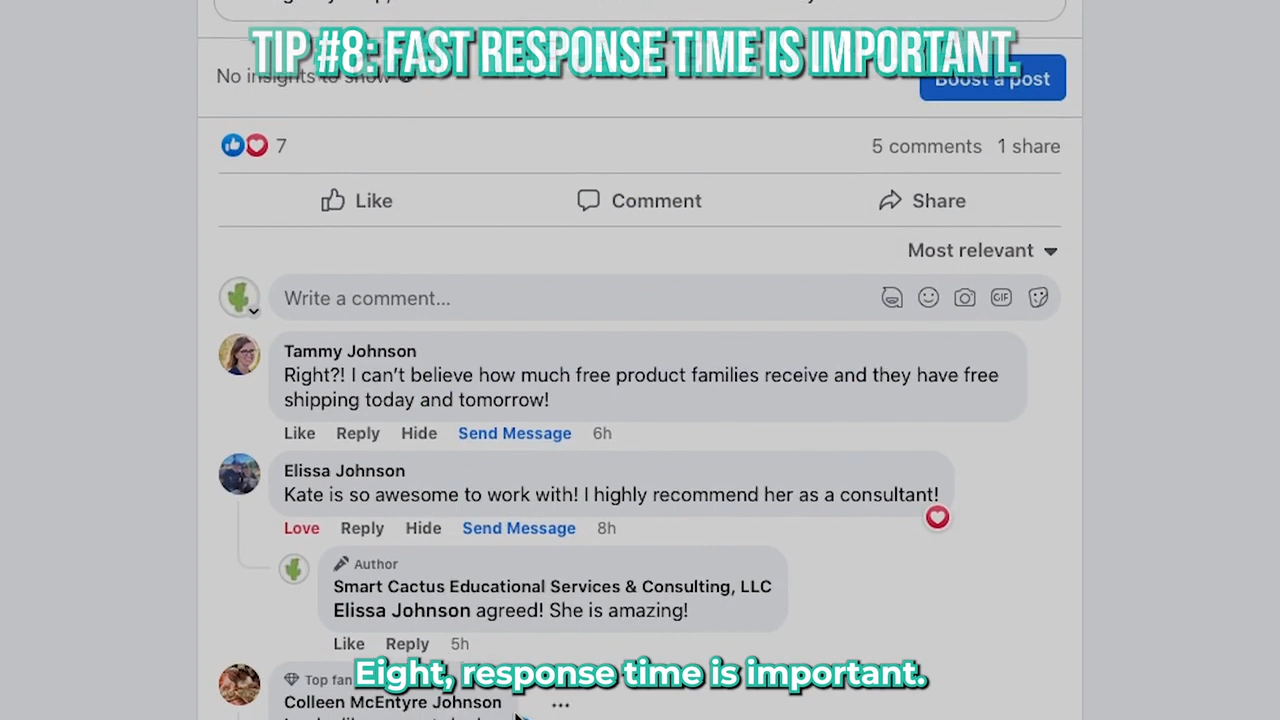 TIP #8: FAST RESPONSE TIME IS IMPORTANT.
No insights to show
Boost a post
7
5 comments 1 share
Like Comment Share
Most relevant
Write a comment...
GIF
Tammy Johnson
Right?! I can't believe how much free product families receive and they have free
shipping today and tomorrow!
Like Reply Hide Send Message 6h
Elissa Johnson
Kate is so awesome to work with! I highly recommend her as a consultant!
Love Reply Hide Send Message 8h
Author
Smart Cactus Educational Services & Consulting, LLC
Elissa Johnson agreed! She is amazing!
Like Reply 5h
Eight, response time is important.
Top fan
Colleen McEntyre Johnson